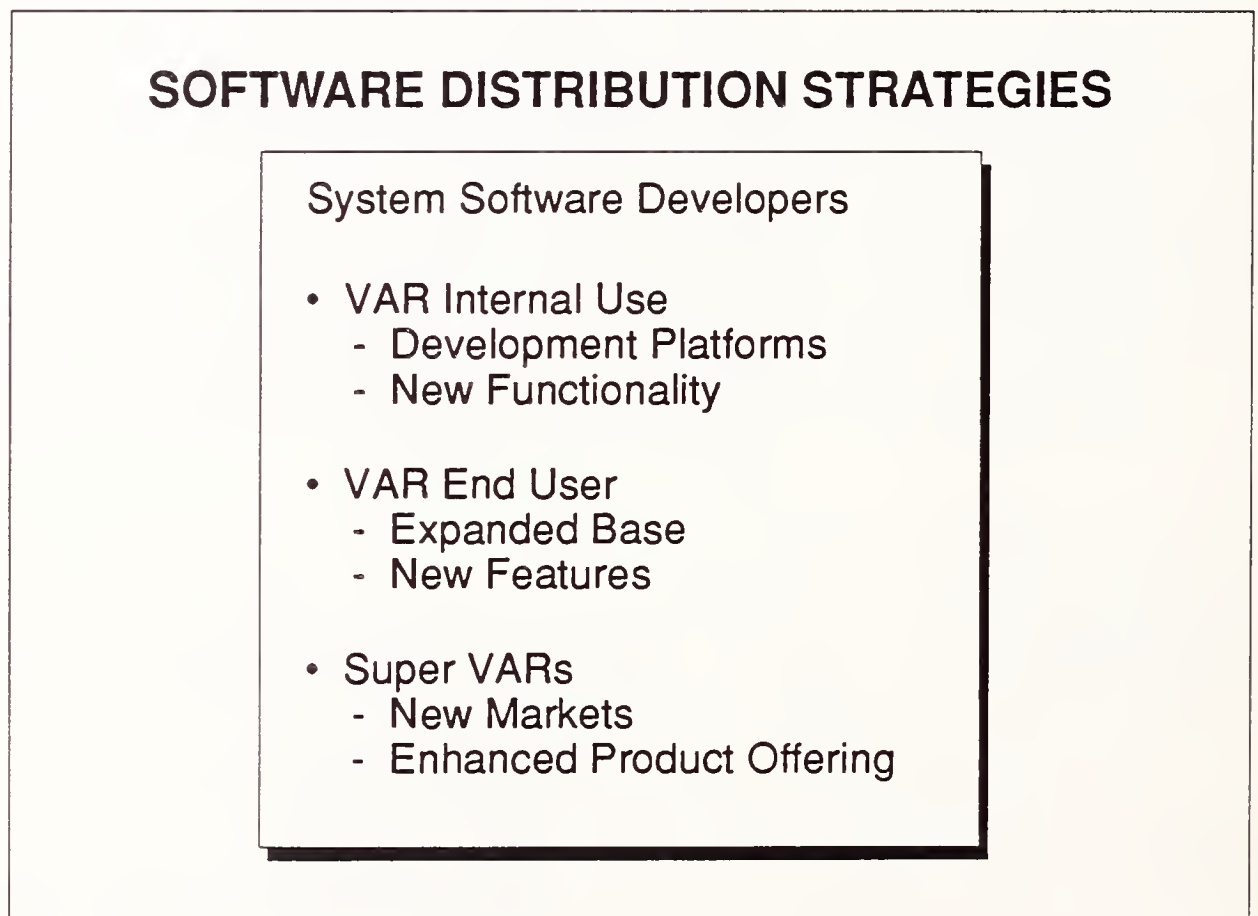 SOFTWARE DISTRIBUTION STRATEGIES
System Software Developers
• VAR Internal Use
- Development Platforms
- New Functionality
• VAR End User
- Expanded Base
- New Features
• Super VARs
- New Markets
- Enhanced Product Offering